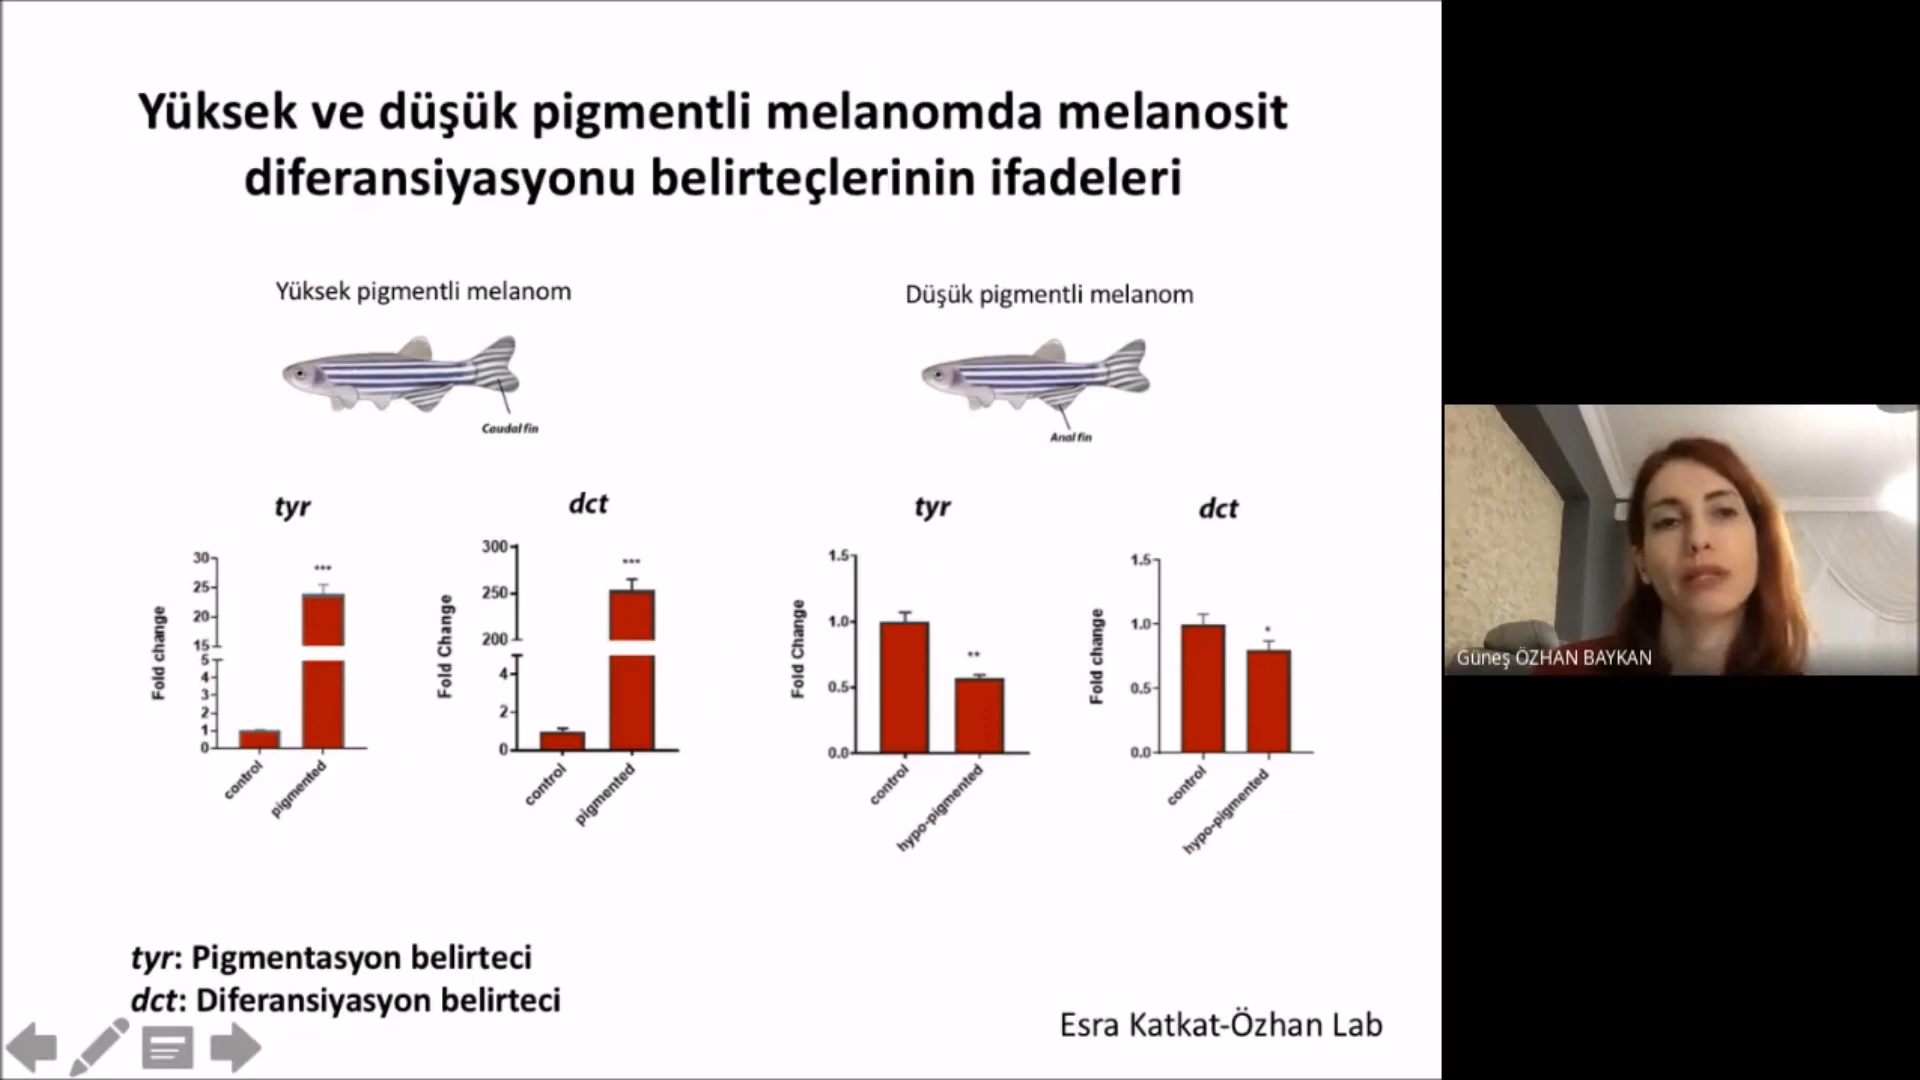 Yüksek ve düşük pigmentli melanomda melanosit
diferansiyasyonu belirteçlerinin ifadeleri
Yüksek pigmentli melanom
Düşük pigmentli melanom
Caudal fin
Anal fin
tyr
dct
tyr
dct
Fold change
30
25
20
15
5
4
3
2
1
0
***
control
pigmented
Fold Change
300
250
200
4
2
0
***
control
pigmented
Fold Change
1.5
1.0
0.5
0.0
**
control
hypo-pigmented
Fold change
1.5
1.0
0.5
0.0
*
control
hypo-pigmented
Güneş ÖZHAN BAYKAN
tyr: Pigmentasyon belirteci
dct: Diferansiyasyon belirteci
Esra Katkat-Özhan Lab